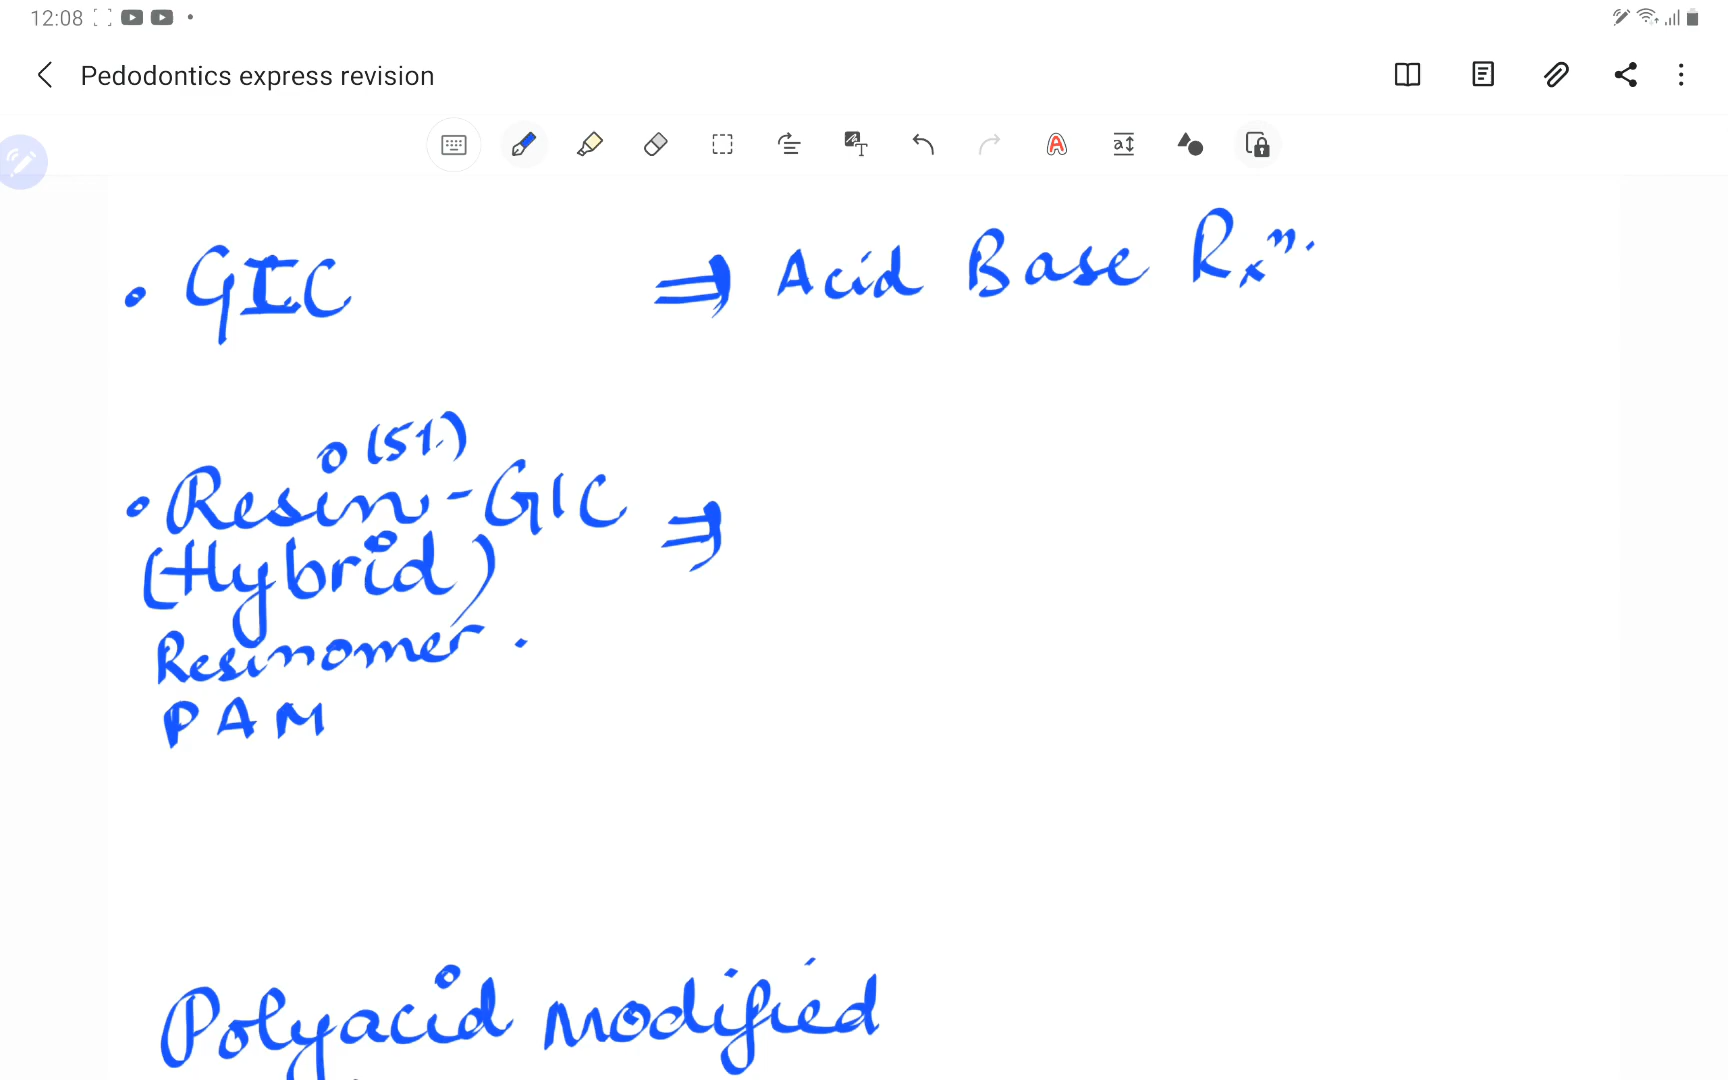 12:08
Pedodontics express revision
• GIC ⇒ Acid Base Rxⁿ.
(5%)
• Resin-GIC ⇒
(Hybrid)
Resinomer.
PAM
Polyacid modified